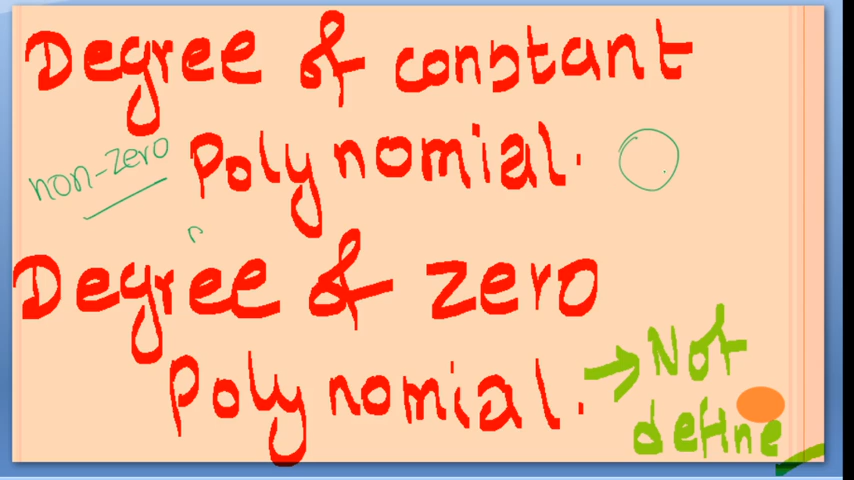 Degree of constant
non-zero Polynomial.
Degree of zero
Polynomial. → Not
define